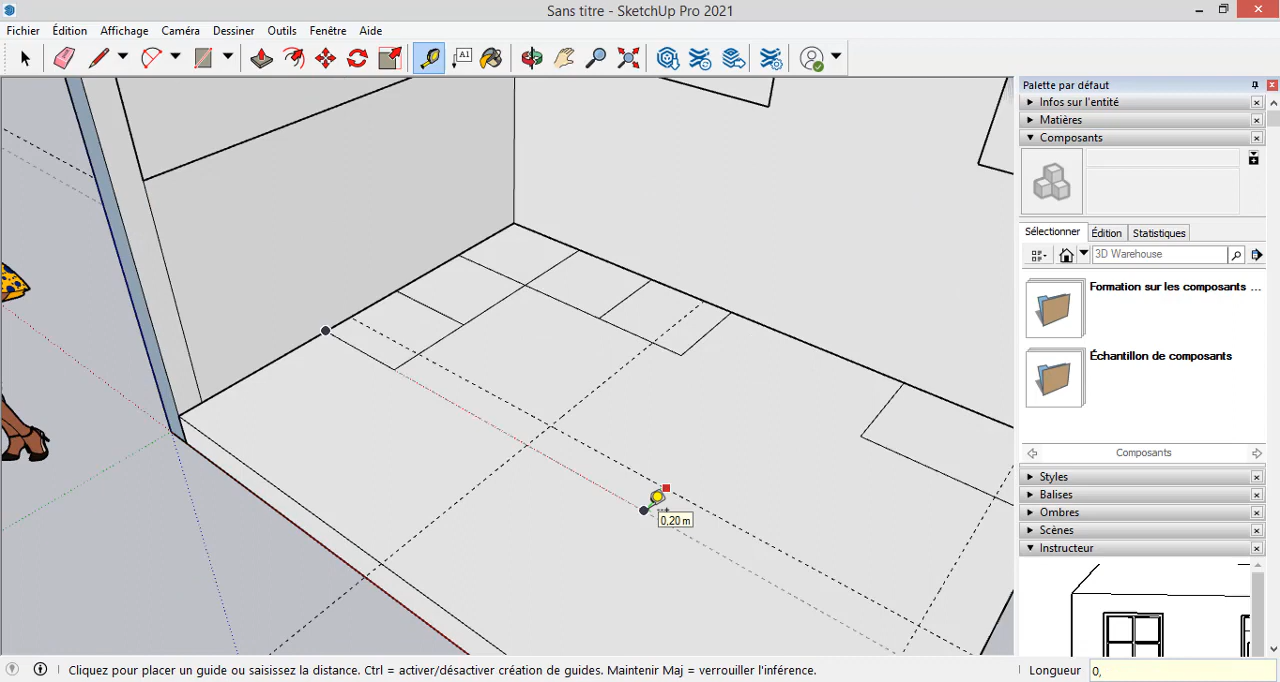 Sans titre - SketchUp Pro 2021
Fichier Édition Affichage Caméra Dessiner Outils Fenêtre Aide
A1
Palette par défaut
Infos sur l'entité
Matières
Composants
Sélectionner Édition Statistiques
3D Warehouse
Formation sur les composants ...
Échantillon de composants
Composants
Styles
Balises
Ombres
Scènes
Instructeur
0,20 m
Cliquez pour placer un guide ou saisissez la distance. Ctrl = activer/désactiver création de guides. Maintenir Maj = verrouiller l'inférence.
Longueur 0,